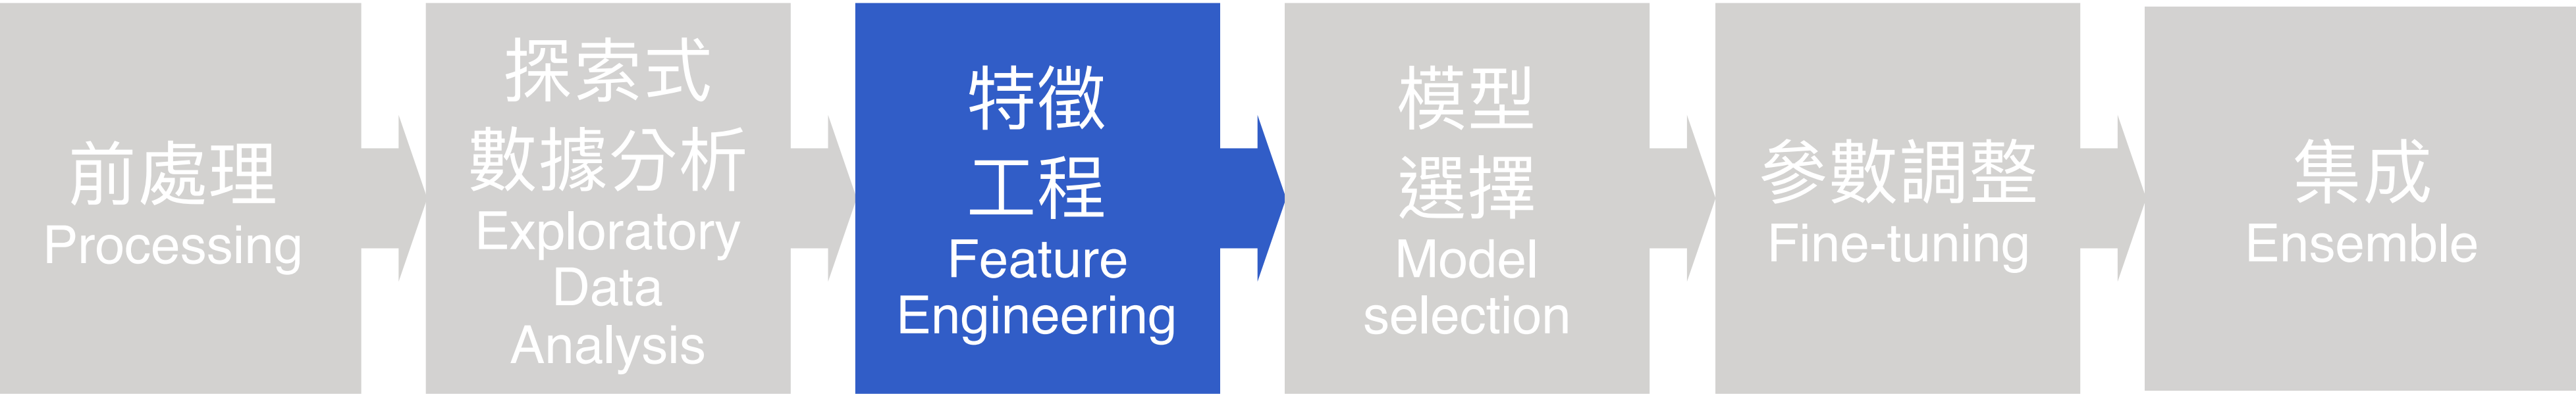 前處理
Processing
探索式
數據分析
Exploratory
Data
Analysis
特徵
工程
Feature
Engineering
模型
選擇
Model
selection
參數調整
Fine-tuning
集成
Ensemble